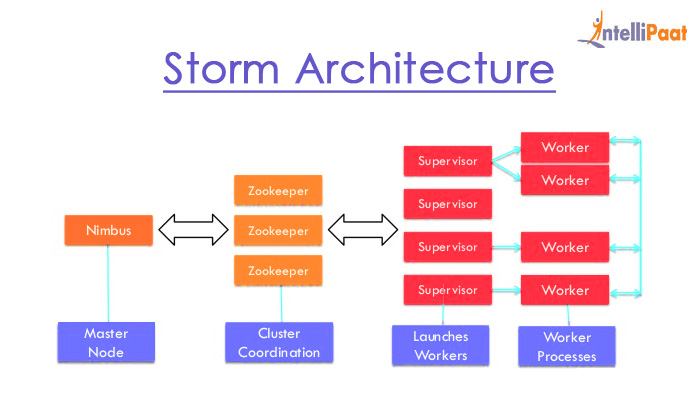 IntelliPaat
Storm Architecture
Nimbus
Zookeeper
Zookeeper
Zookeeper
Supervisor
Supervisor
Supervisor
Supervisor
Worker
Worker
Worker
Worker
Master
Node
Cluster
Coordination
Launches
Workers
Worker
Processes